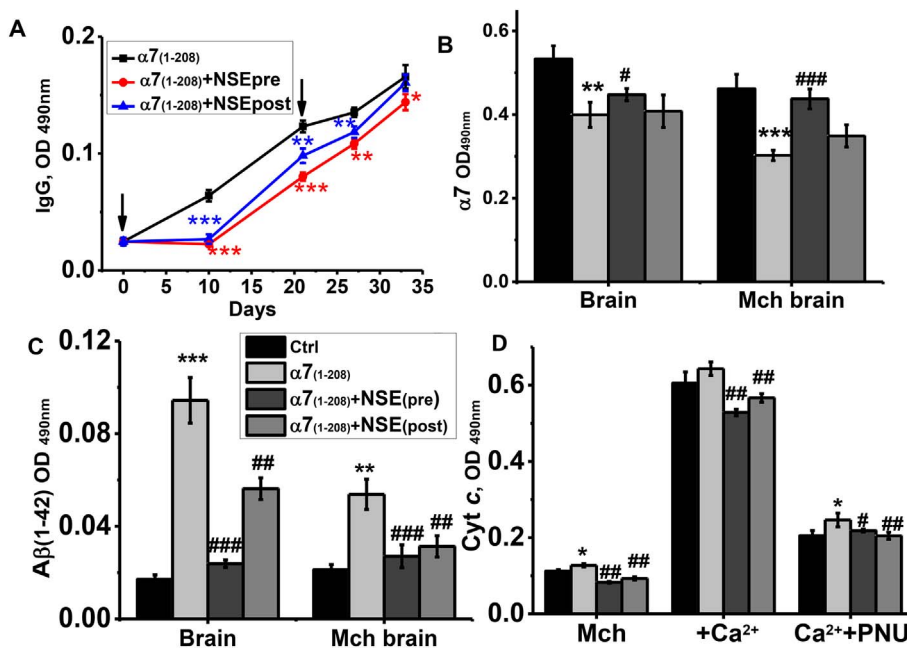 A
0.2
0.1
0.0
IgG, OD 490nm
α7(1-208)
α7(1-208)+NSEpre
α7(1-208)+NSEpost
***
***
**
***
**
**
*
0 5 10 15 20 25 30 35
Days
B
0.6
0.4
0.2
0.0
α7 OD490nm
**
#
***
###
Brain
Mch brain
C
0.12
0.08
0.04
0.00
Aβ(1-42) OD 490nm
***
###
##
**
###
##
Brain
Mch brain
Ctrl
α7(1-208)
α7(1-208)+NSE(pre)
α7(1-208)+NSE(post)
D
0.6
0.4
0.2
0.0
Cyt c, OD 490nm
*
##
##
##
##
*
#
##
Mch
+Ca²⁺
Ca²⁺+PNU